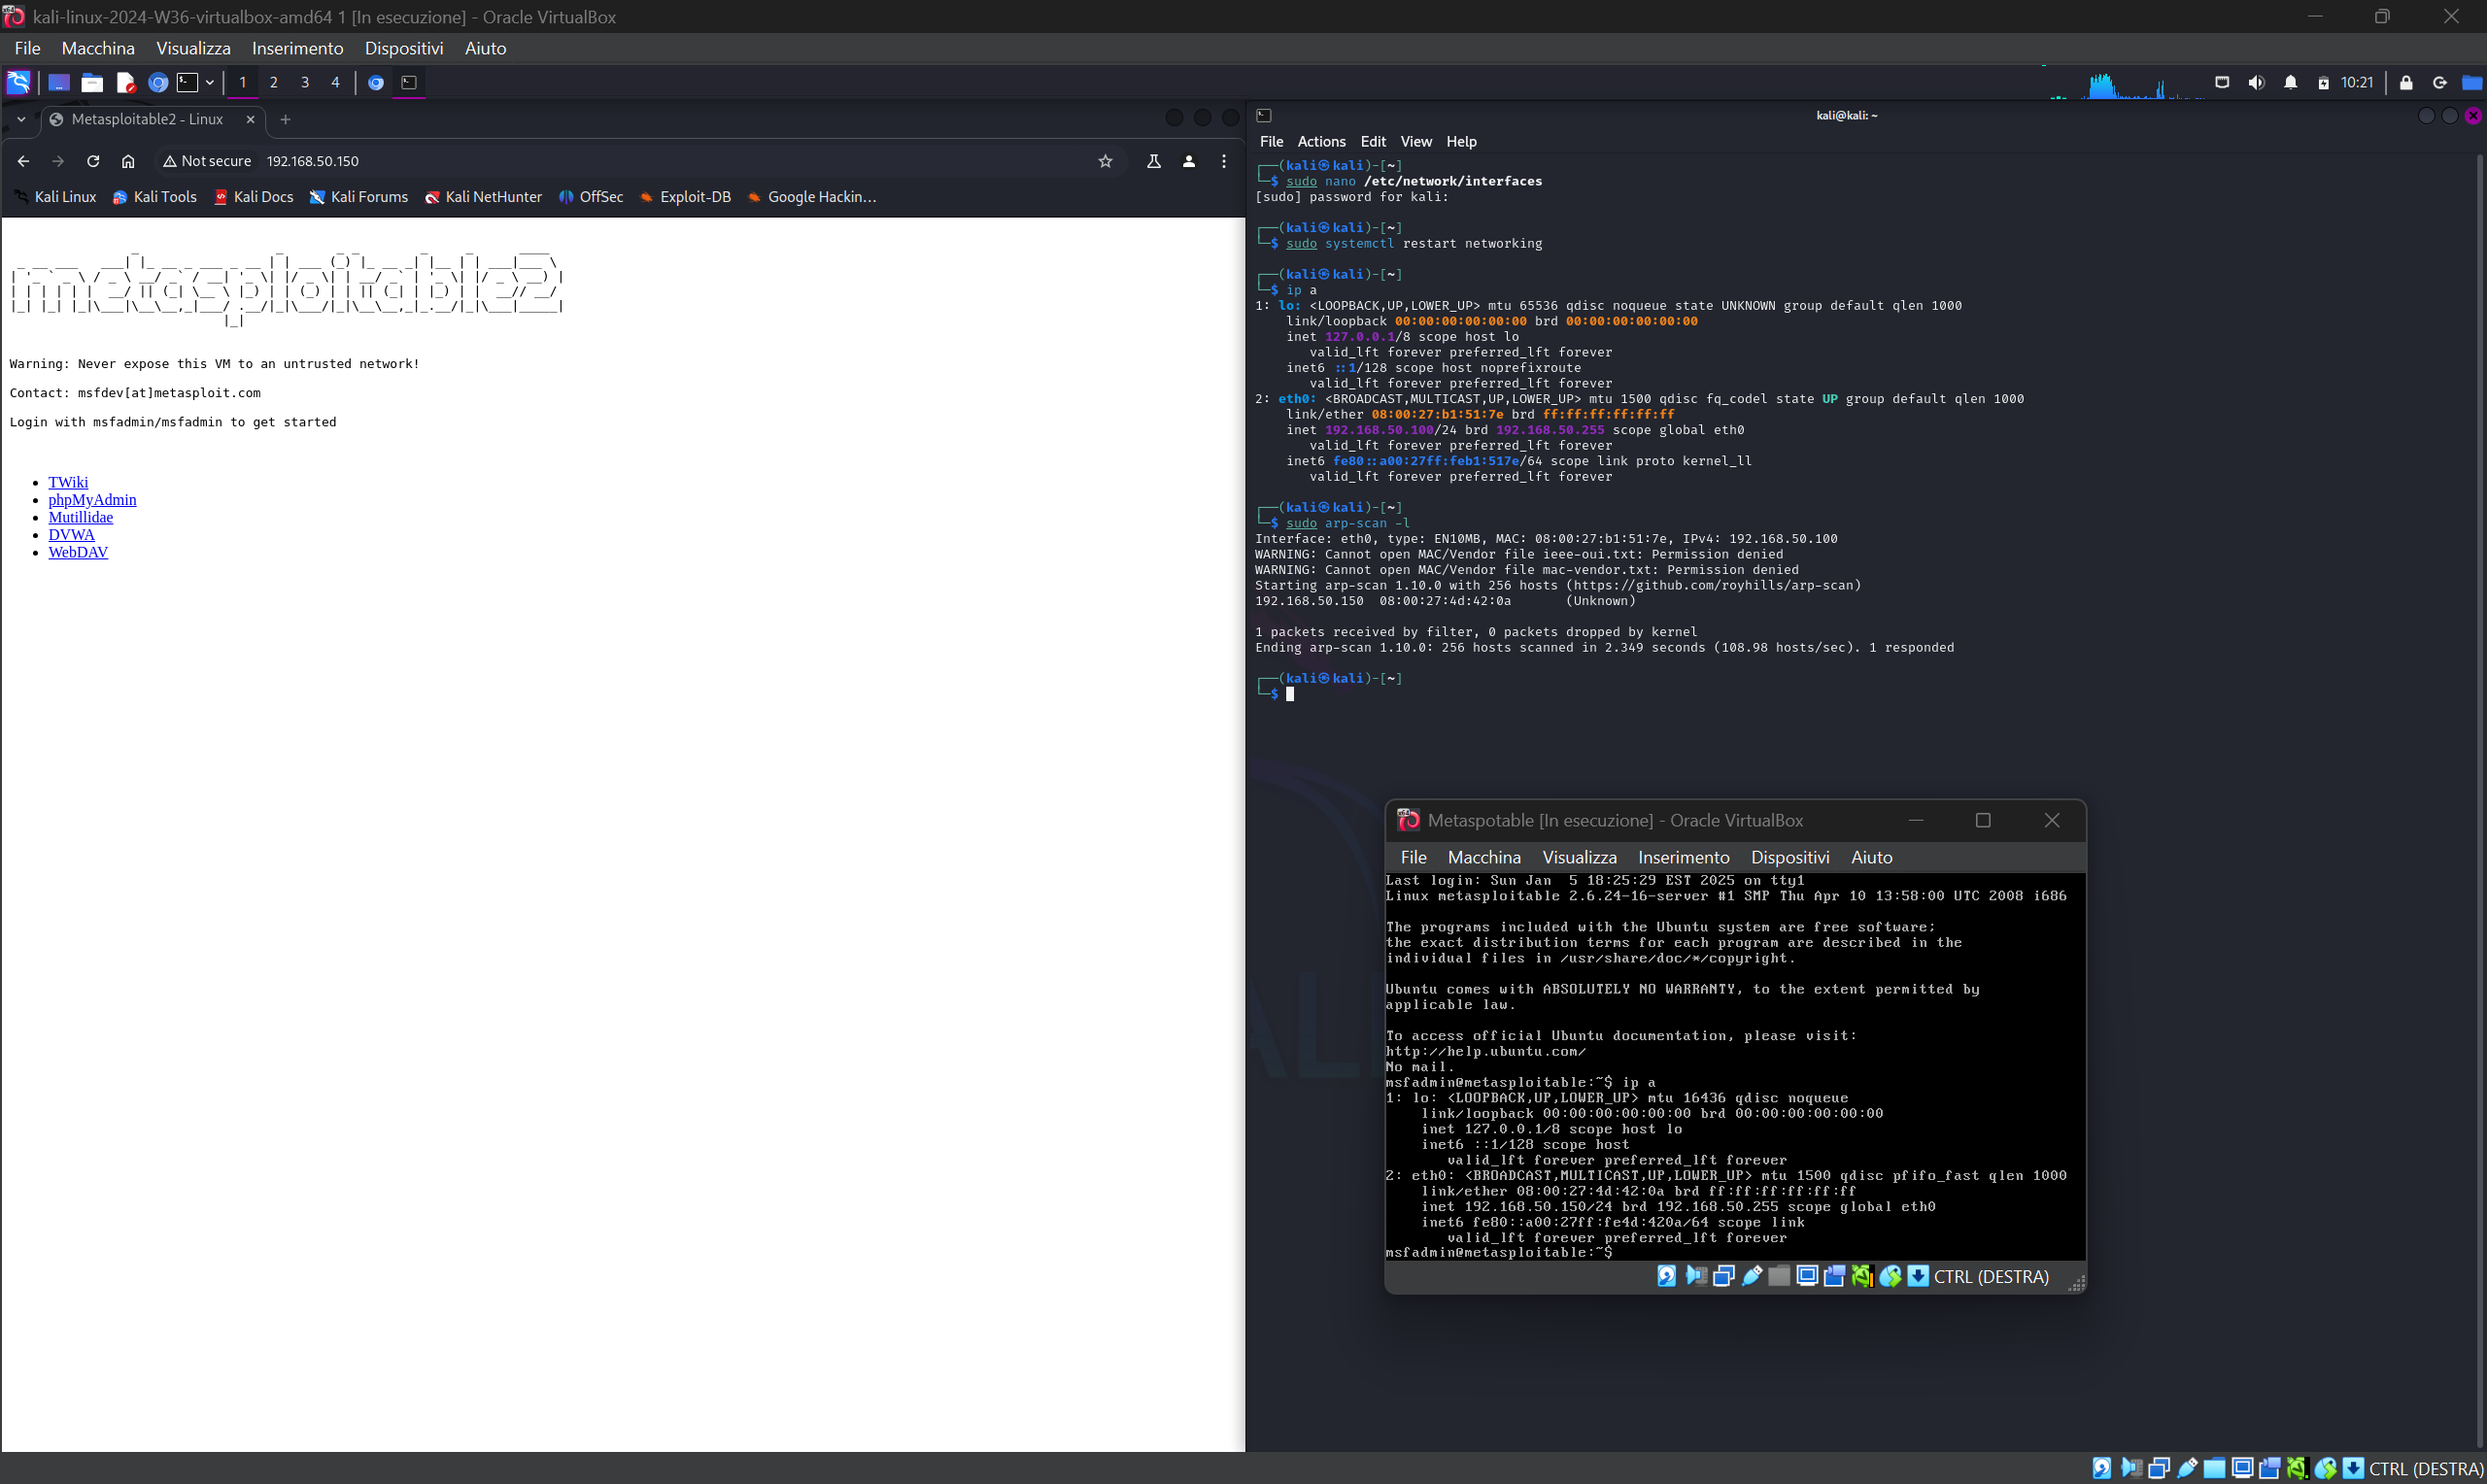 kali-linux-2024-W36-virtualbox-amd64 1 [In esecuzione] - Oracle VirtualBox
File Macchina Visualizza Inserimento Dispositivi Aiuto
1 2 3 4 10:21
Metasploitable2 - Linux
Not secure 192.168.50.150
Kali Linux Kali Tools Kali Docs Kali Forums Kali NetHunter OffSec Exploit-DB Google Hackin…
metasploitable2
Warning: Never expose this VM to an untrusted network!
Contact: msfdev[at]metasploit.com
Login with msfadmin/msfadmin to get started
TWiki
phpMyAdmin
Mutillidae
DVWA
WebDAV
kali@kali: ~
File Actions Edit View Help
┌──(kali㉿kali)-[~]
└─$ sudo nano /etc/network/interfaces
[sudo] password for kali:
┌──(kali㉿kali)-[~]
└─$ sudo systemctl restart networking
┌──(kali㉿kali)-[~]
└─$ ip a
1: lo: <LOOPBACK,UP,LOWER_UP> mtu 65536 qdisc noqueue state UNKNOWN group default qlen 1000
link/loopback 00:00:00:00:00:00 brd 00:00:00:00:00:00
inet 127.0.0.1/8 scope host lo
valid_lft forever preferred_lft forever
inet6 ::1/128 scope host noprefixroute
valid_lft forever preferred_lft forever
2: eth0: <BROADCAST,MULTICAST,UP,LOWER_UP> mtu 1500 qdisc fq_codel state UP group default qlen 1000
link/ether 08:00:27:b1:51:7e brd ff:ff:ff:ff:ff:ff
inet 192.168.50.100/24 brd 192.168.50.255 scope global eth0
valid_lft forever preferred_lft forever
inet6 fe80::a00:27ff:feb1:517e/64 scope link proto kernel_ll
valid_lft forever preferred_lft forever
┌──(kali㉿kali)-[~]
└─$ sudo arp-scan -l
Interface: eth0, type: EN10MB, MAC: 08:00:27:b1:51:7e, IPv4: 192.168.50.100
WARNING: Cannot open MAC/Vendor file ieee-oui.txt: Permission denied
WARNING: Cannot open MAC/Vendor file mac-vendor.txt: Permission denied
Starting arp-scan 1.10.0 with 256 hosts (https://github.com/royhills/arp-scan)
192.168.50.150 08:00:27:4d:42:0a (Unknown)
1 packets received by filter, 0 packets dropped by kernel
Ending arp-scan 1.10.0: 256 hosts scanned in 2.349 seconds (108.98 hosts/sec). 1 responded
┌──(kali㉿kali)-[~]
└─$
Metaspotable [In esecuzione] - Oracle VirtualBox
File Macchina Visualizza Inserimento Dispositivi Aiuto
Last login: Sun Jan  5 18:25:29 EST 2025 on tty1
Linux metasploitable 2.6.24-16-server #1 SMP Thu Apr 10 13:58:00 UTC 2008 i686
The programs included with the Ubuntu system are free software;
the exact distribution terms for each program are described in the
individual files in /usr/share/doc/*/copyright.
Ubuntu comes with ABSOLUTELY NO WARRANTY, to the extent permitted by
applicable law.
To access official Ubuntu documentation, please visit:
http://help.ubuntu.com/
No mail.
msfadmin@metasploitable:~$ ip a
1: lo: <LOOPBACK,UP,LOWER_UP> mtu 16436 qdisc noqueue
link/loopback 00:00:00:00:00:00 brd 00:00:00:00:00:00
inet 127.0.0.1/8 scope host lo
inet6 ::1/128 scope host
valid_lft forever preferred_lft forever
2: eth0: <BROADCAST,MULTICAST,UP,LOWER_UP> mtu 1500 qdisc pfifo_fast qlen 1000
link/ether 08:00:27:4d:42:0a brd ff:ff:ff:ff:ff:ff
inet 192.168.50.150/24 brd 192.168.50.255 scope global eth0
inet6 fe80::a00:27ff:fe4d:420a/64 scope link
valid_lft forever preferred_lft forever
msfadmin@metasploitable:~$
CTRL (DESTRA)
CTRL (DESTRA)